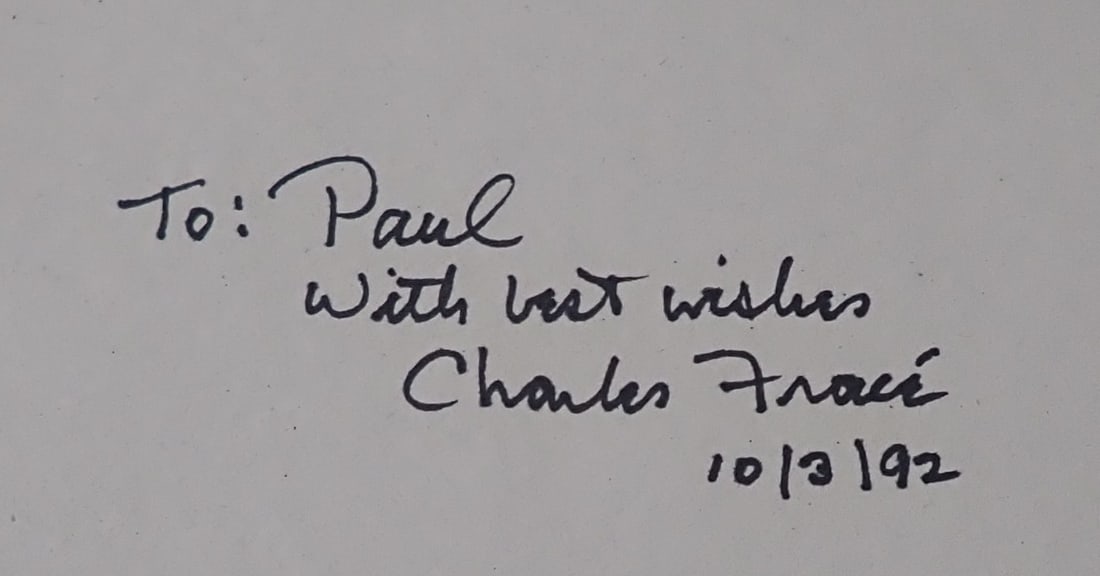 To: Paul
With best wishes
Charles Fracé
10/3/92